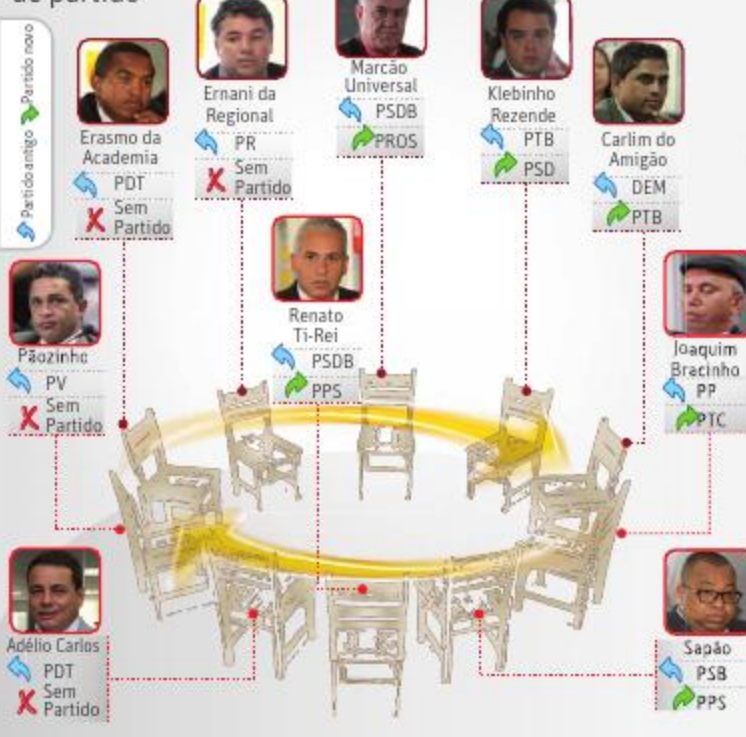 de partido
Partido antigo
Partido novo
Erasmo da
Academia
PDT
Sem
Partido
Ernani da
Regional
PR
Sem
Partido
Marcão
Universal
PSDB
PROS
Klebinho
Rezende
PTB
PSD
Carlim do
Amigão
DEM
PTB
Pãozinho
PV
Sem
Partido
Renato
Ti-Rei
PSDB
PPS
Joaquim
Bracinho
PP
PTC
Adélio Carlos
PDT
Sem
Partido
Sapão
PSB
PPS